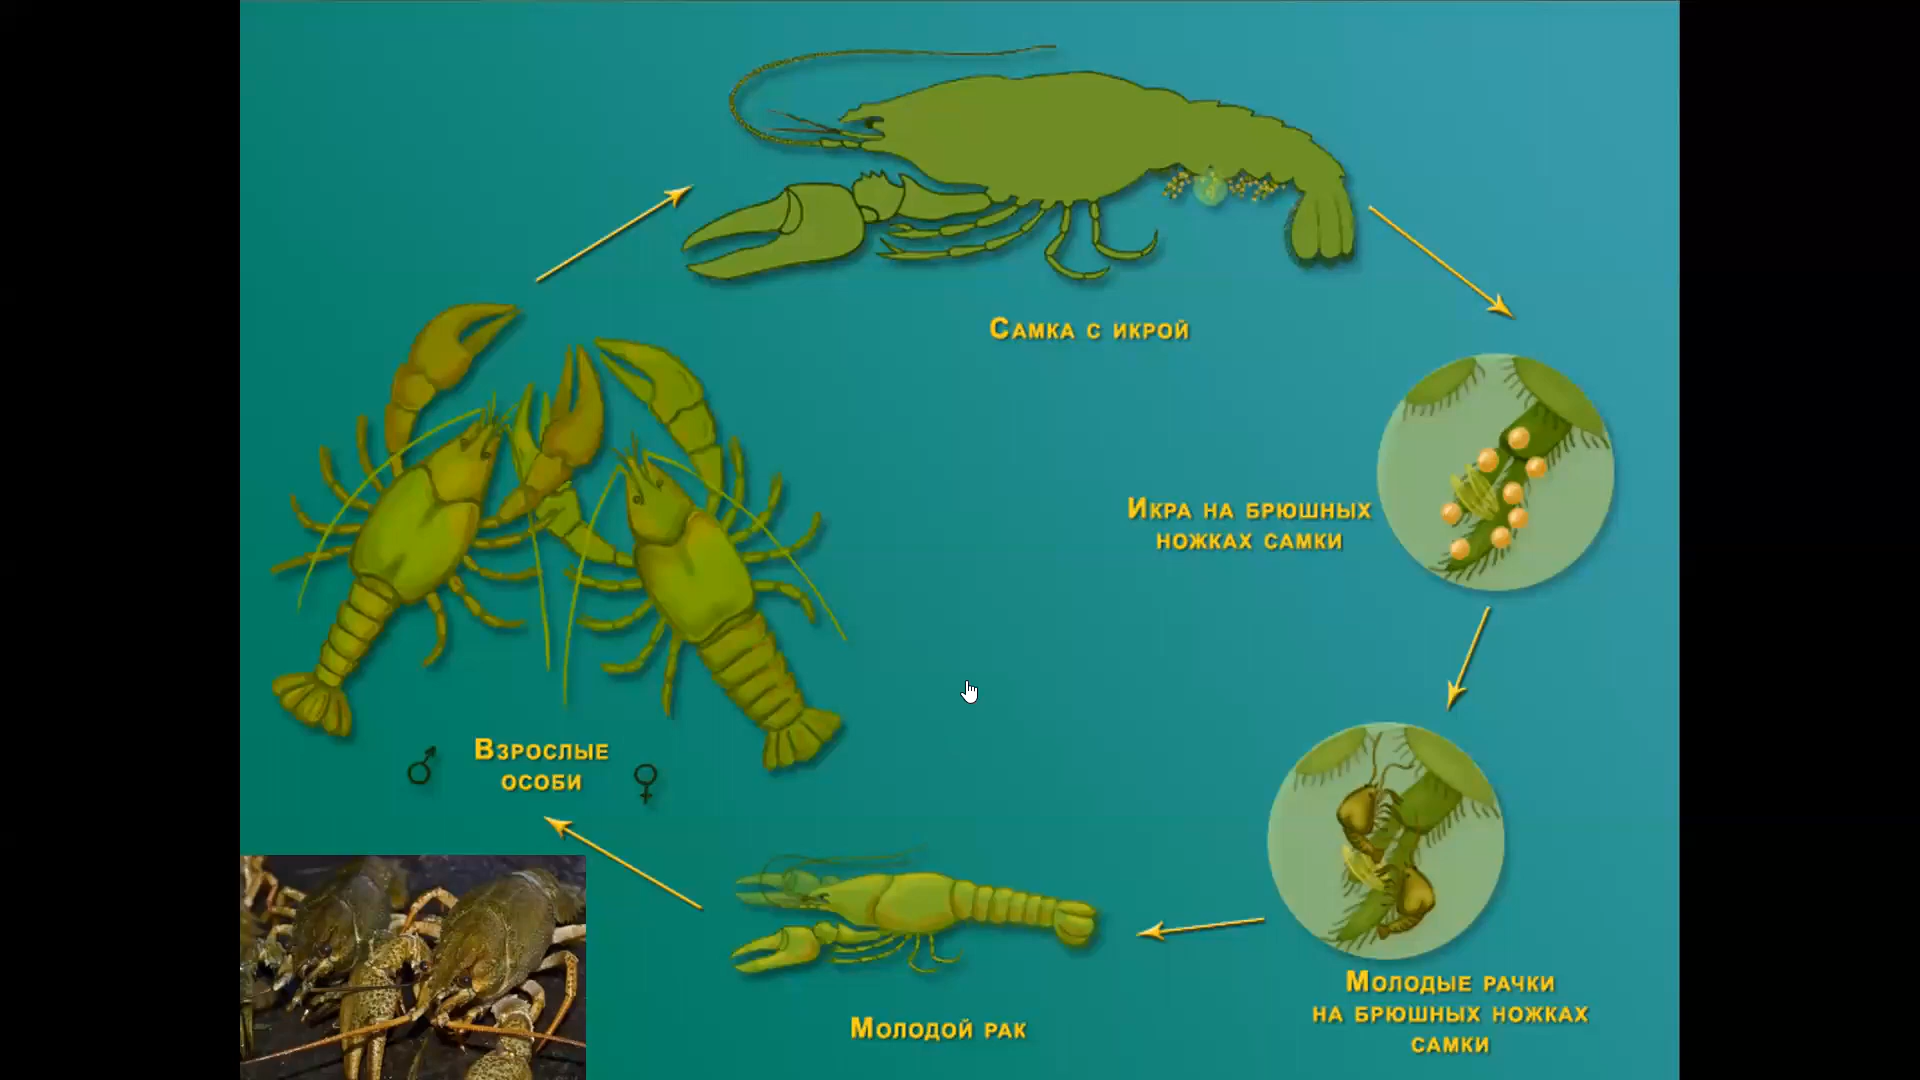 Самка с икрой
Икра на брюшных
ножках самки
Взрослые
особи
Молодые рачки
на брюшных ножках
самки
Молодой рак